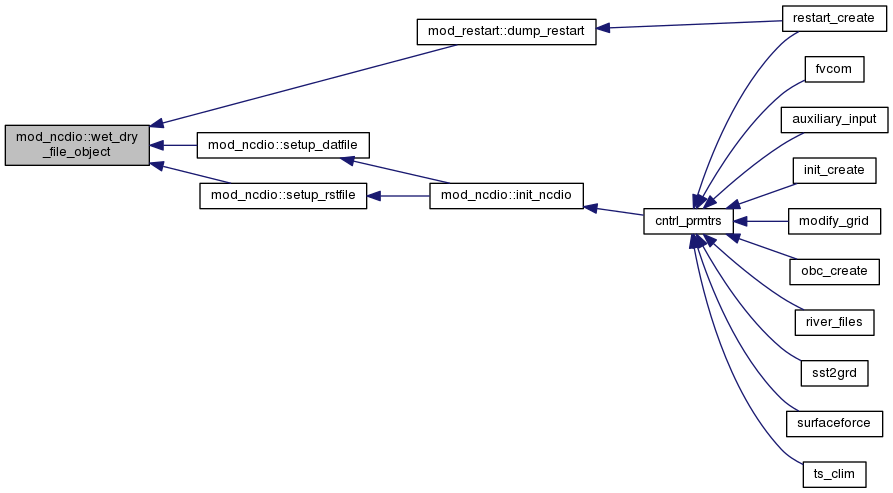 mod_ncdio::wet_dry
_file_object
mod_restart::dump_restart
mod_ncdio::setup_datfile
mod_ncdio::setup_rstfile
mod_ncdio::init_ncdio
cntrl_prmtrs
restart_create
fvcom
auxiliary_input
init_create
modify_grid
obc_create
river_files
sst2grd
surfaceforce
ts_clim